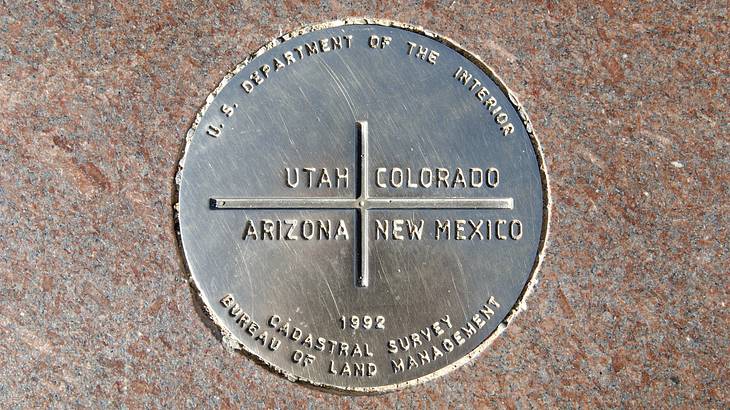 U. S. DEPARTMENT OF THE INTERIOR
UTAH COLORADO
ARIZONA NEW MEXICO
1992
CADASTRAL SURVEY
BUREAU OF LAND MANAGEMENT